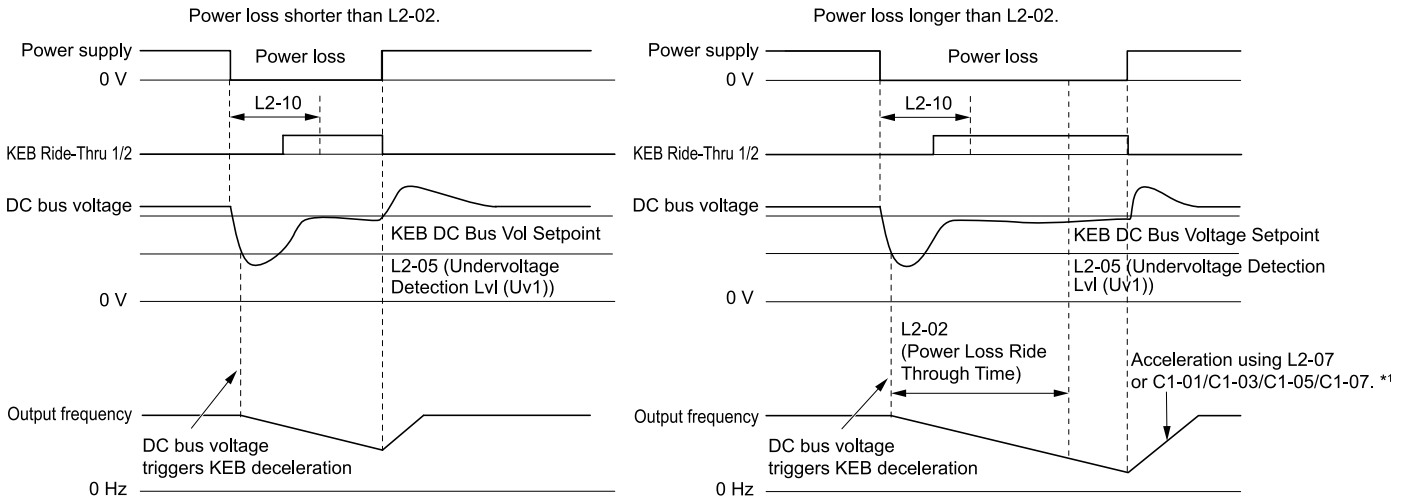 Power loss shorter than L2-02.
Power supply
Power loss
0 V
L2-10
KEB Ride-Thru 1/2
DC bus voltage
KEB DC Bus Vol Setpoint
L2-05 (Undervoltage
Detection Lvl (Uv1))
0 V
Output frequency
DC bus voltage
triggers KEB deceleration
0 Hz
Power loss longer than L2-02.
Power supply
Power loss
0 V
L2-10
KEB Ride-Thru 1/2
DC bus voltage
KEB DC Bus Voltage Setpoint
L2-05 (Undervoltage Detection
Lvl (Uv1))
0 V
L2-02
(Power Loss Ride
Through Time)
Acceleration using L2-07
or C1-01/C1-03/C1-05/C1-07. *1
Output frequency
DC bus voltage
triggers KEB deceleration
0 Hz